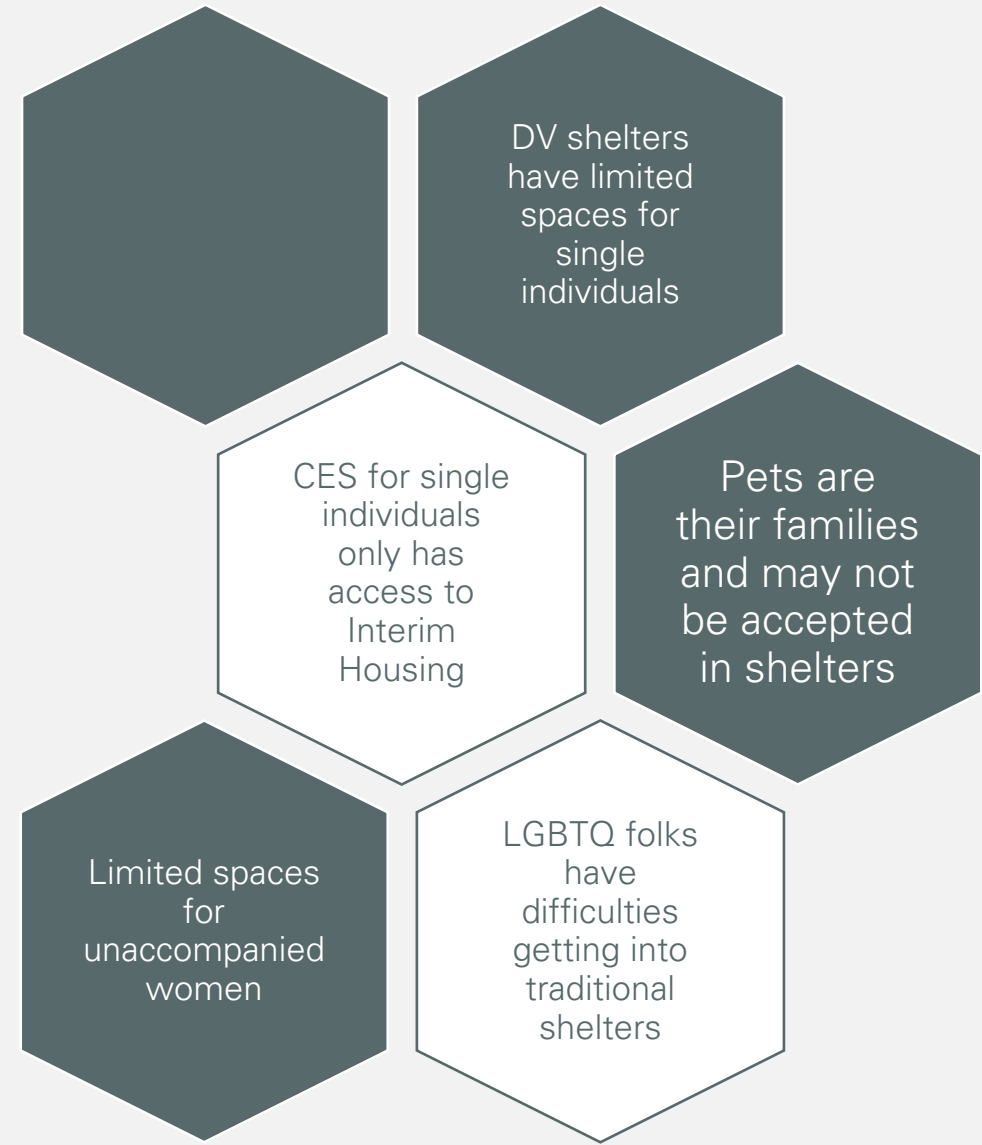 DV shelters
have limited
spaces for
single
individuals
CES for single
individuals
only has
access to
Interim
Housing
Pets are
their families
and may not
be accepted
in shelters
Limited spaces
for
unaccompanied
women
LGBTQ folks
have
difficulties
getting into
traditional
shelters